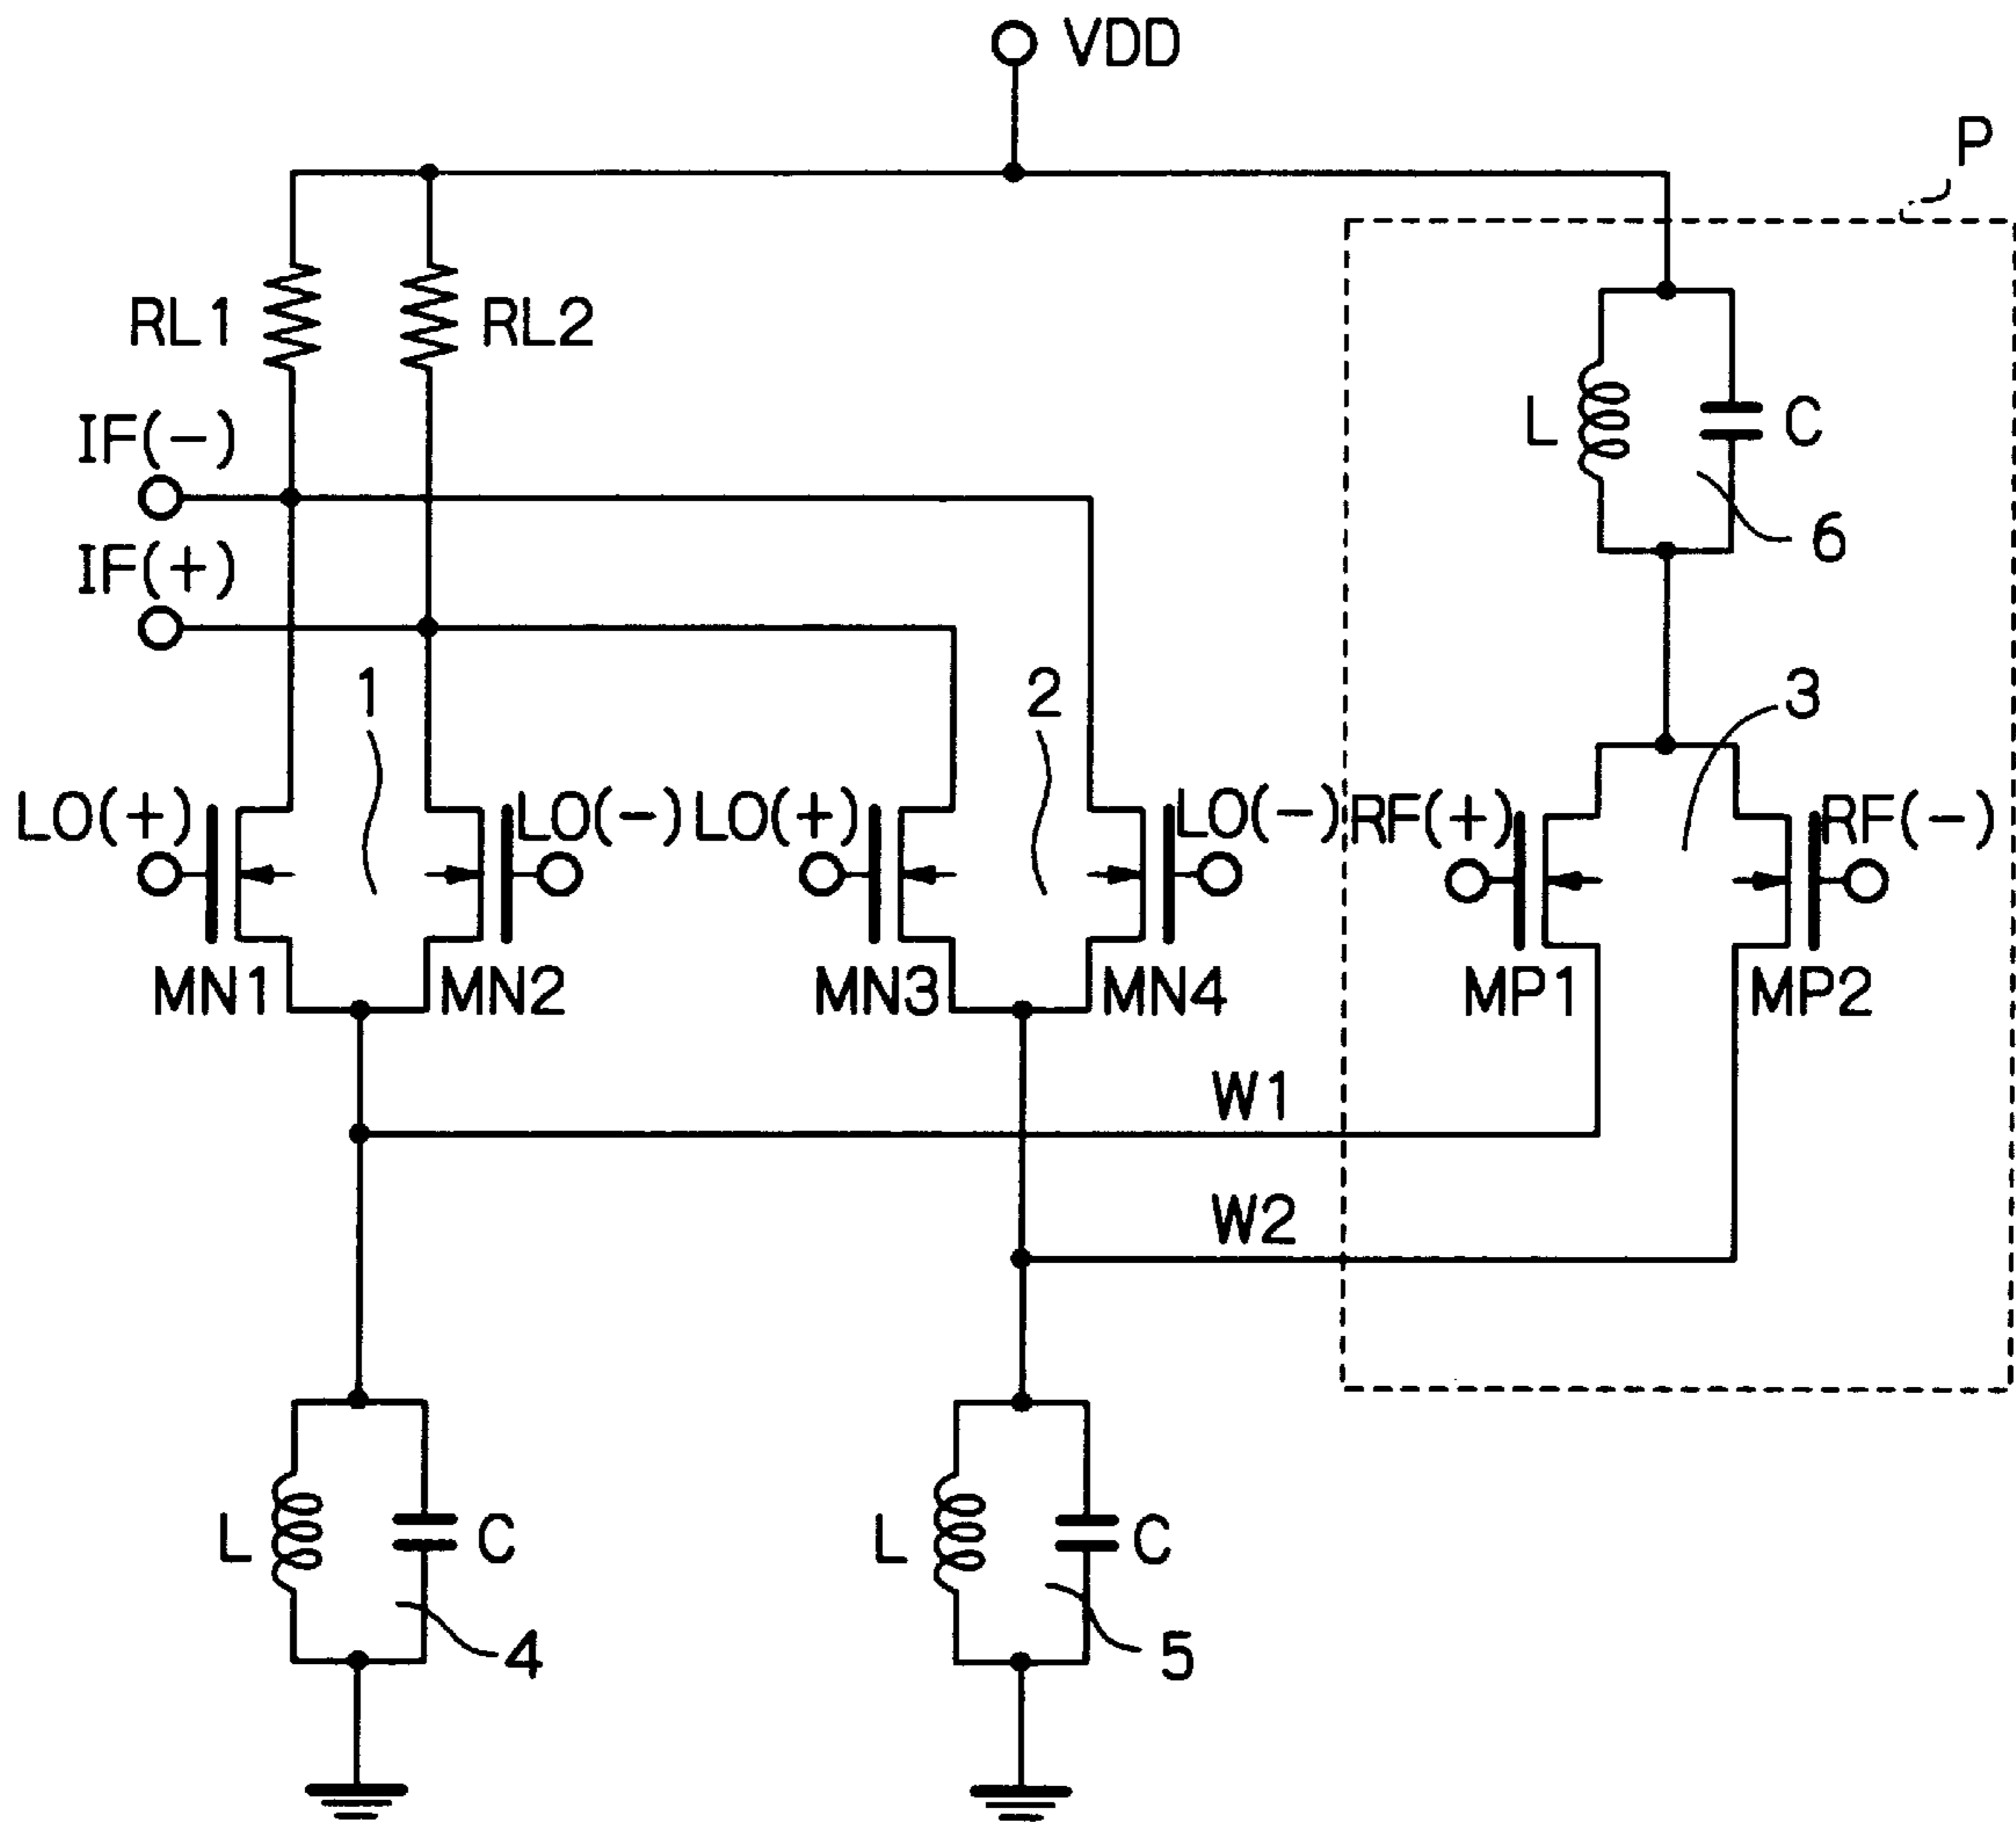 VDD
P
RL1
RL2
L
C
IF(-)
6
IF(+)
1
2
3
LO(+)
LO(-)
LO(+)
LO(-)
RF(+)
RF(-)
MN1
MN2
MN3
MN4
MP1
MP2
W1
W2
L
C
L
C
4
5